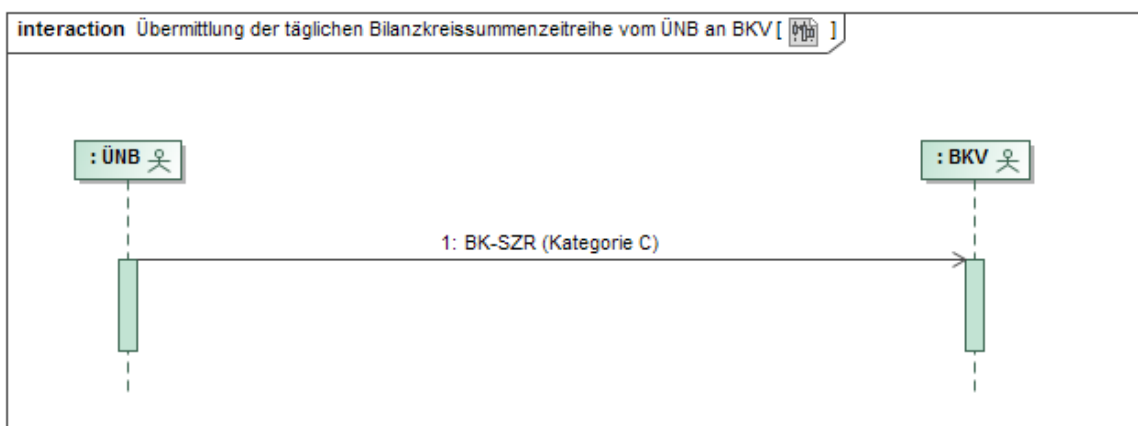 interaction Übermittlung der täglichen Bilanzkreissummenzeitreihe vom ÜNB an BKV [ ]
: ÜNB
: BKV
1: BK-SZR (Kategorie C)